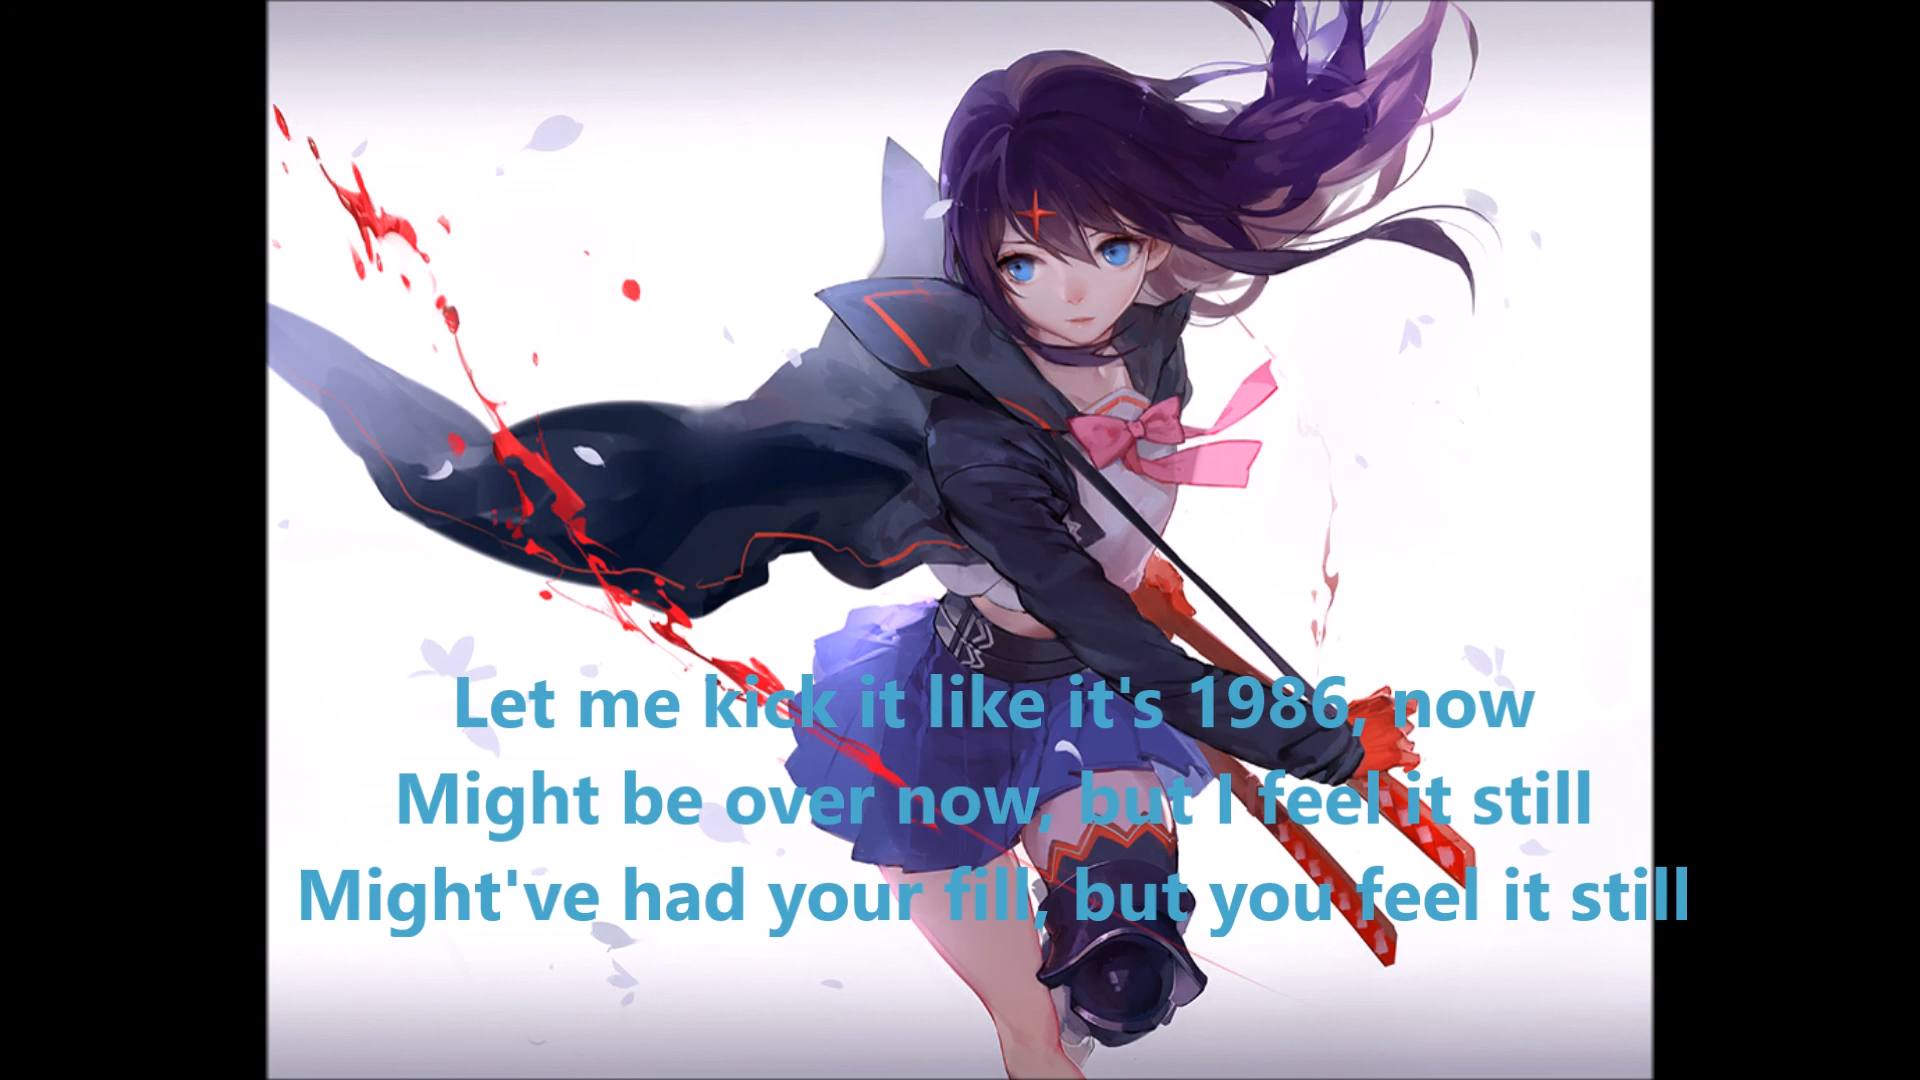 Let me kick it like it's 1986, now
Might be over now, but I feel it still
Might've had your fill, but you feel it still